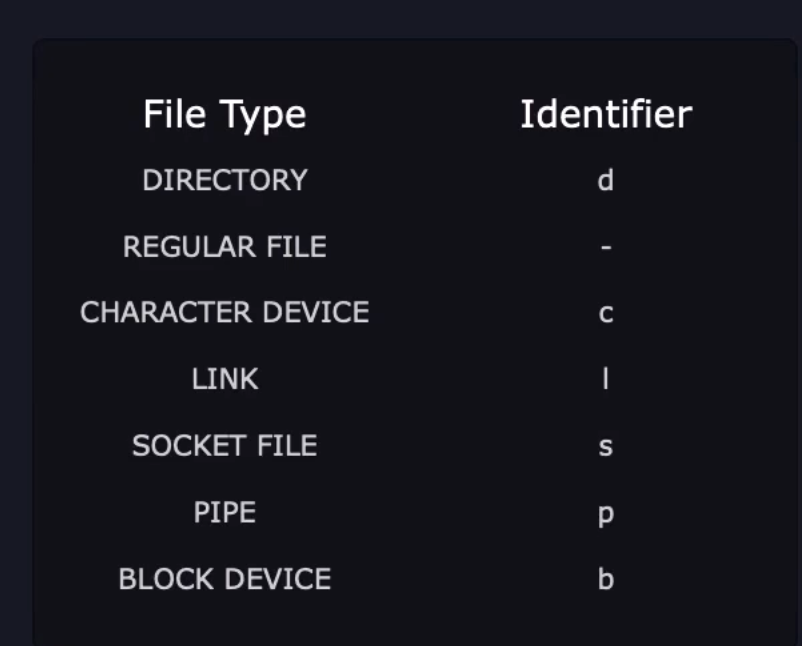 File Type Identifier
DIRECTORY d
REGULAR FILE -
CHARACTER DEVICE c
LINK l
SOCKET FILE s
PIPE p
BLOCK DEVICE b